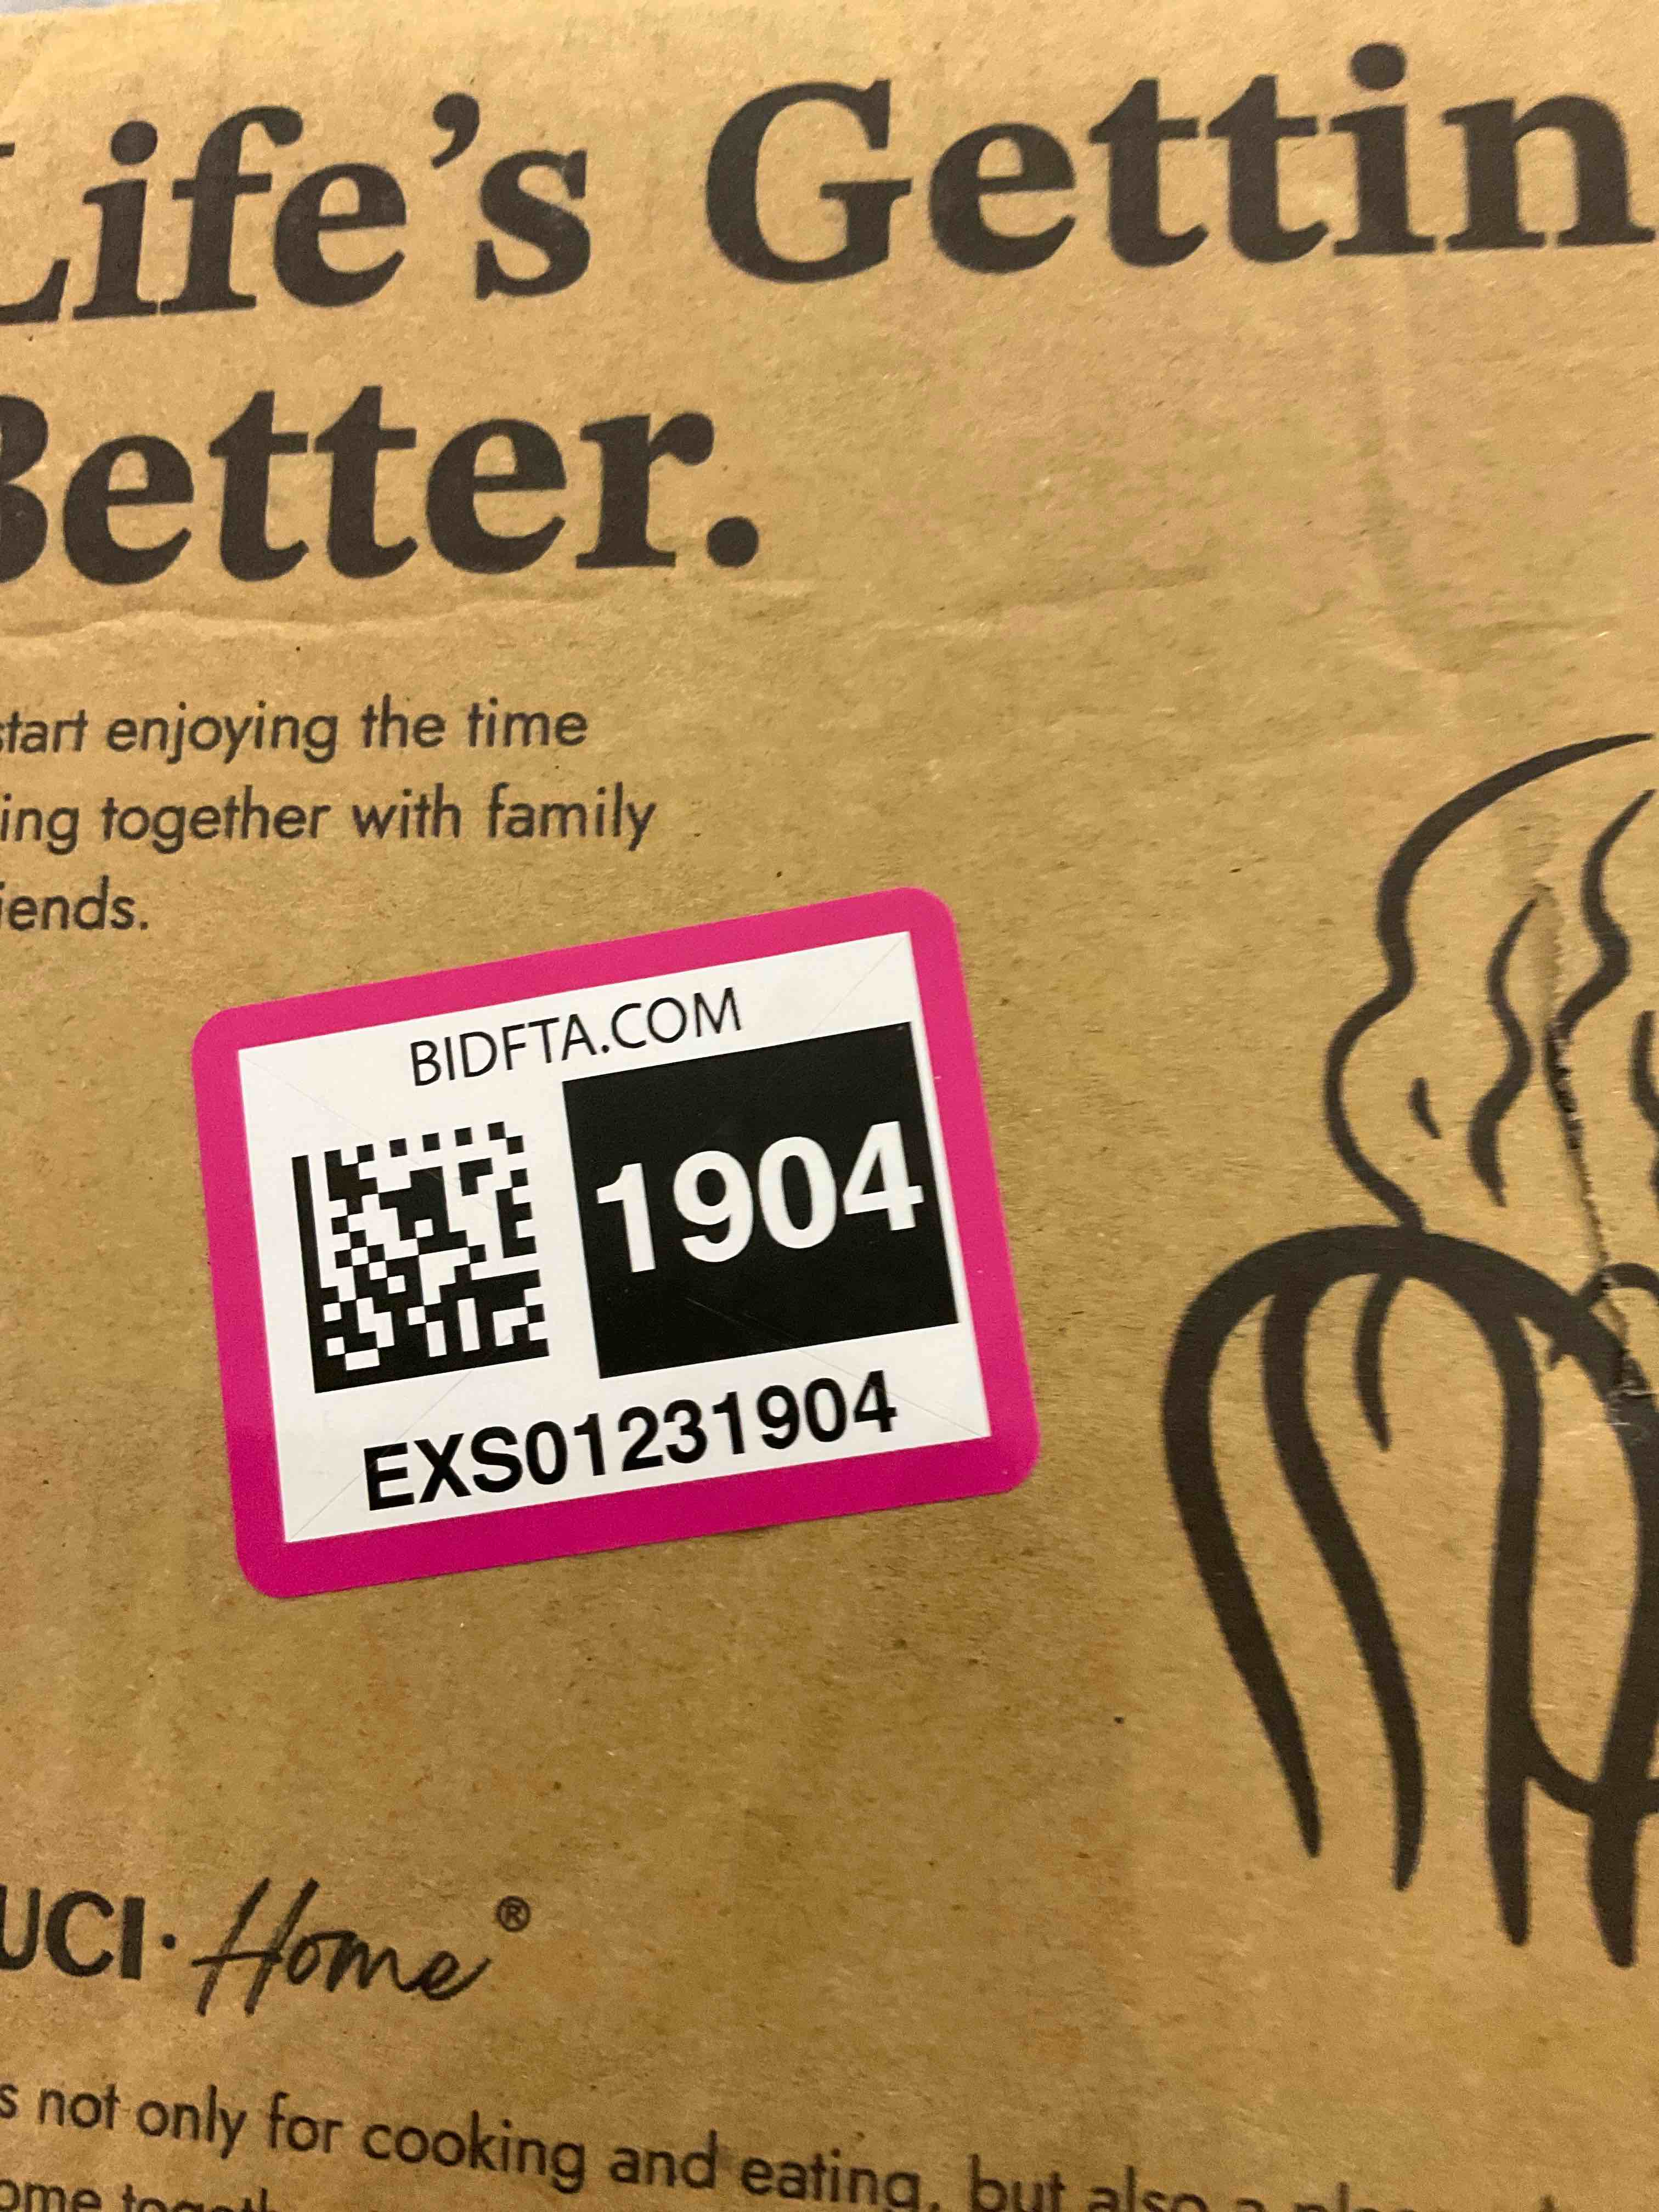 Life's Gettin
Better.
start enjoying the time
ing together with family
iends.
BIDFTA.COM
1904
EXS01231904
UCI·Home®
s not only for cooking and eating, but also a
ome